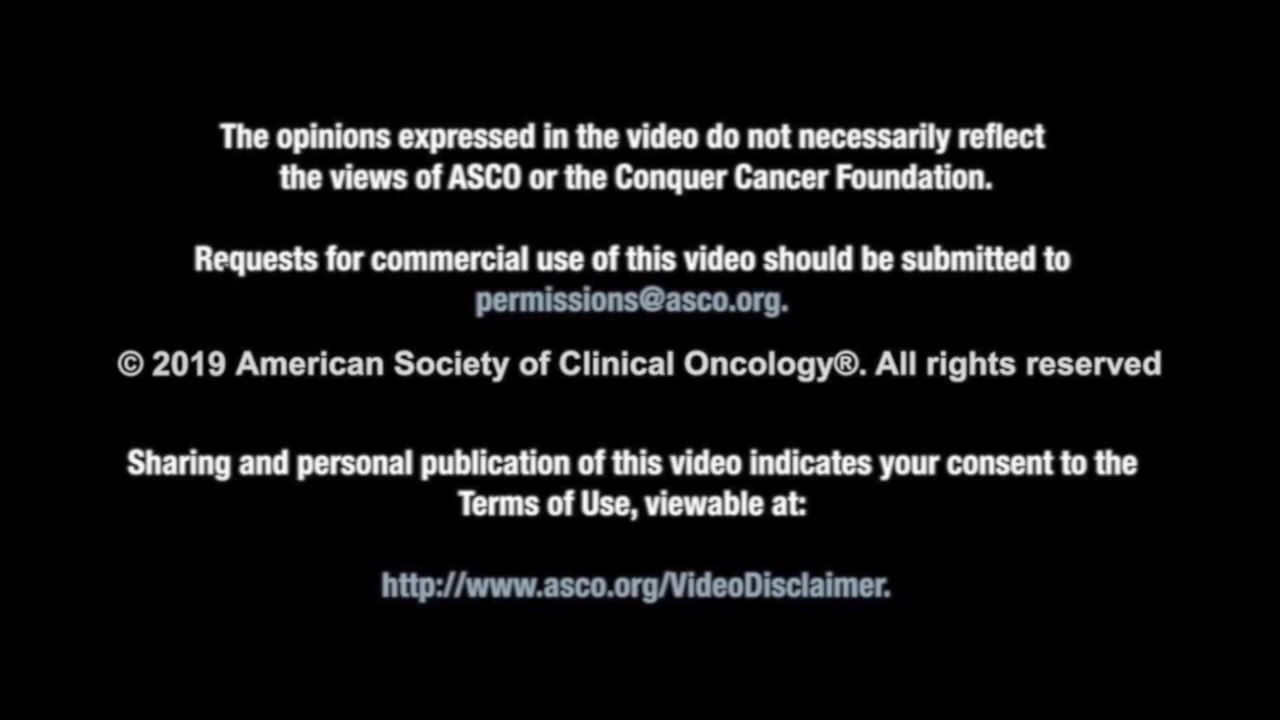 The opinions expressed in the video do not necessarily reflect
the views of ASCO or the Conquer Cancer Foundation.
Requests for commercial use of this video should be submitted to
permissions@asco.org.
© 2019 American Society of Clinical Oncology®. All rights reserved
Sharing and personal publication of this video indicates your consent to the
Terms of Use, viewable at:
http://www.asco.org/VideoDisclaimer.